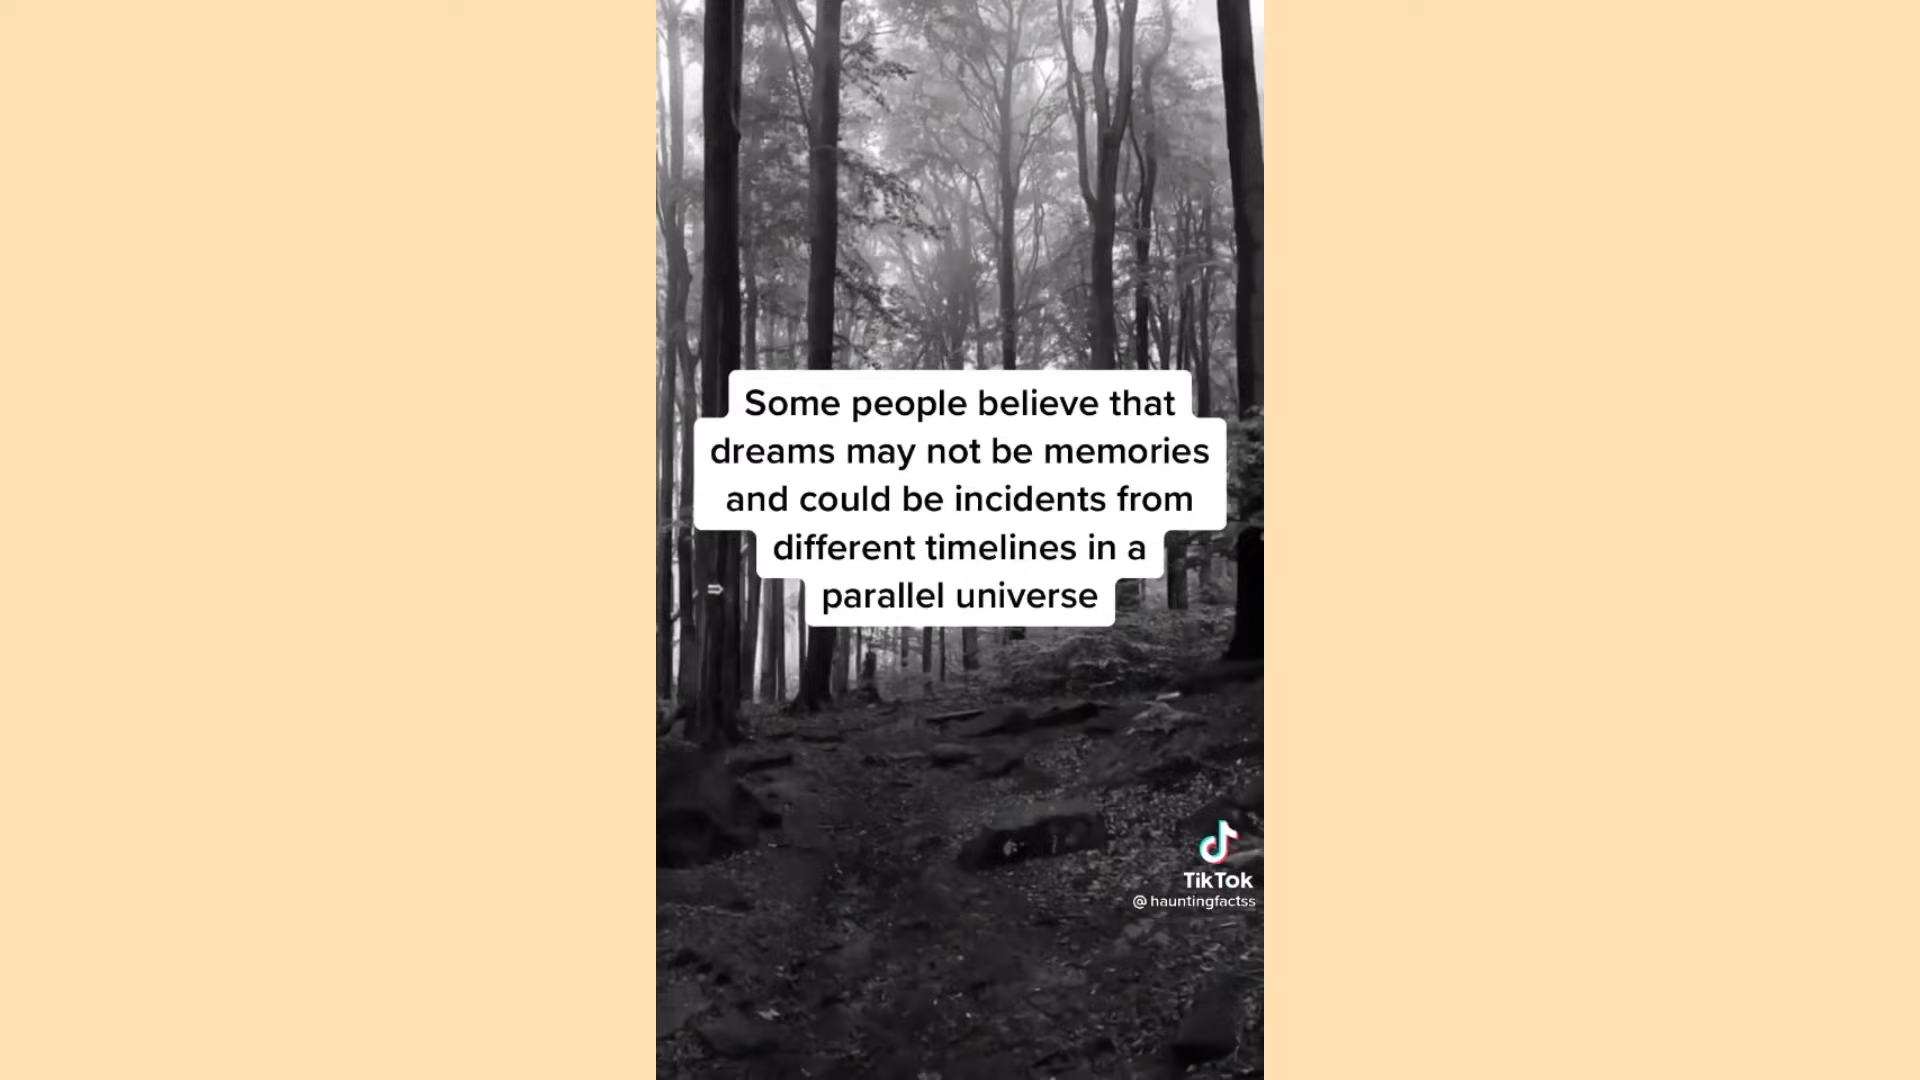 Some people believe that
dreams may not be memories
and could be incidents from
different timelines in a
parallel universe
TikTok
@hauntingfactss